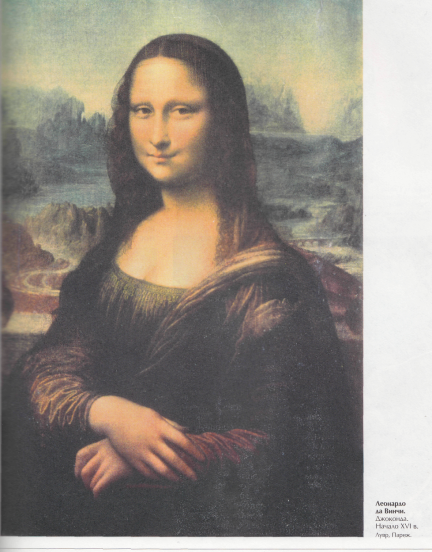 Леонардо
да Винчи.
Джоконда.
Начало XVI в.
Лувр, Париж.